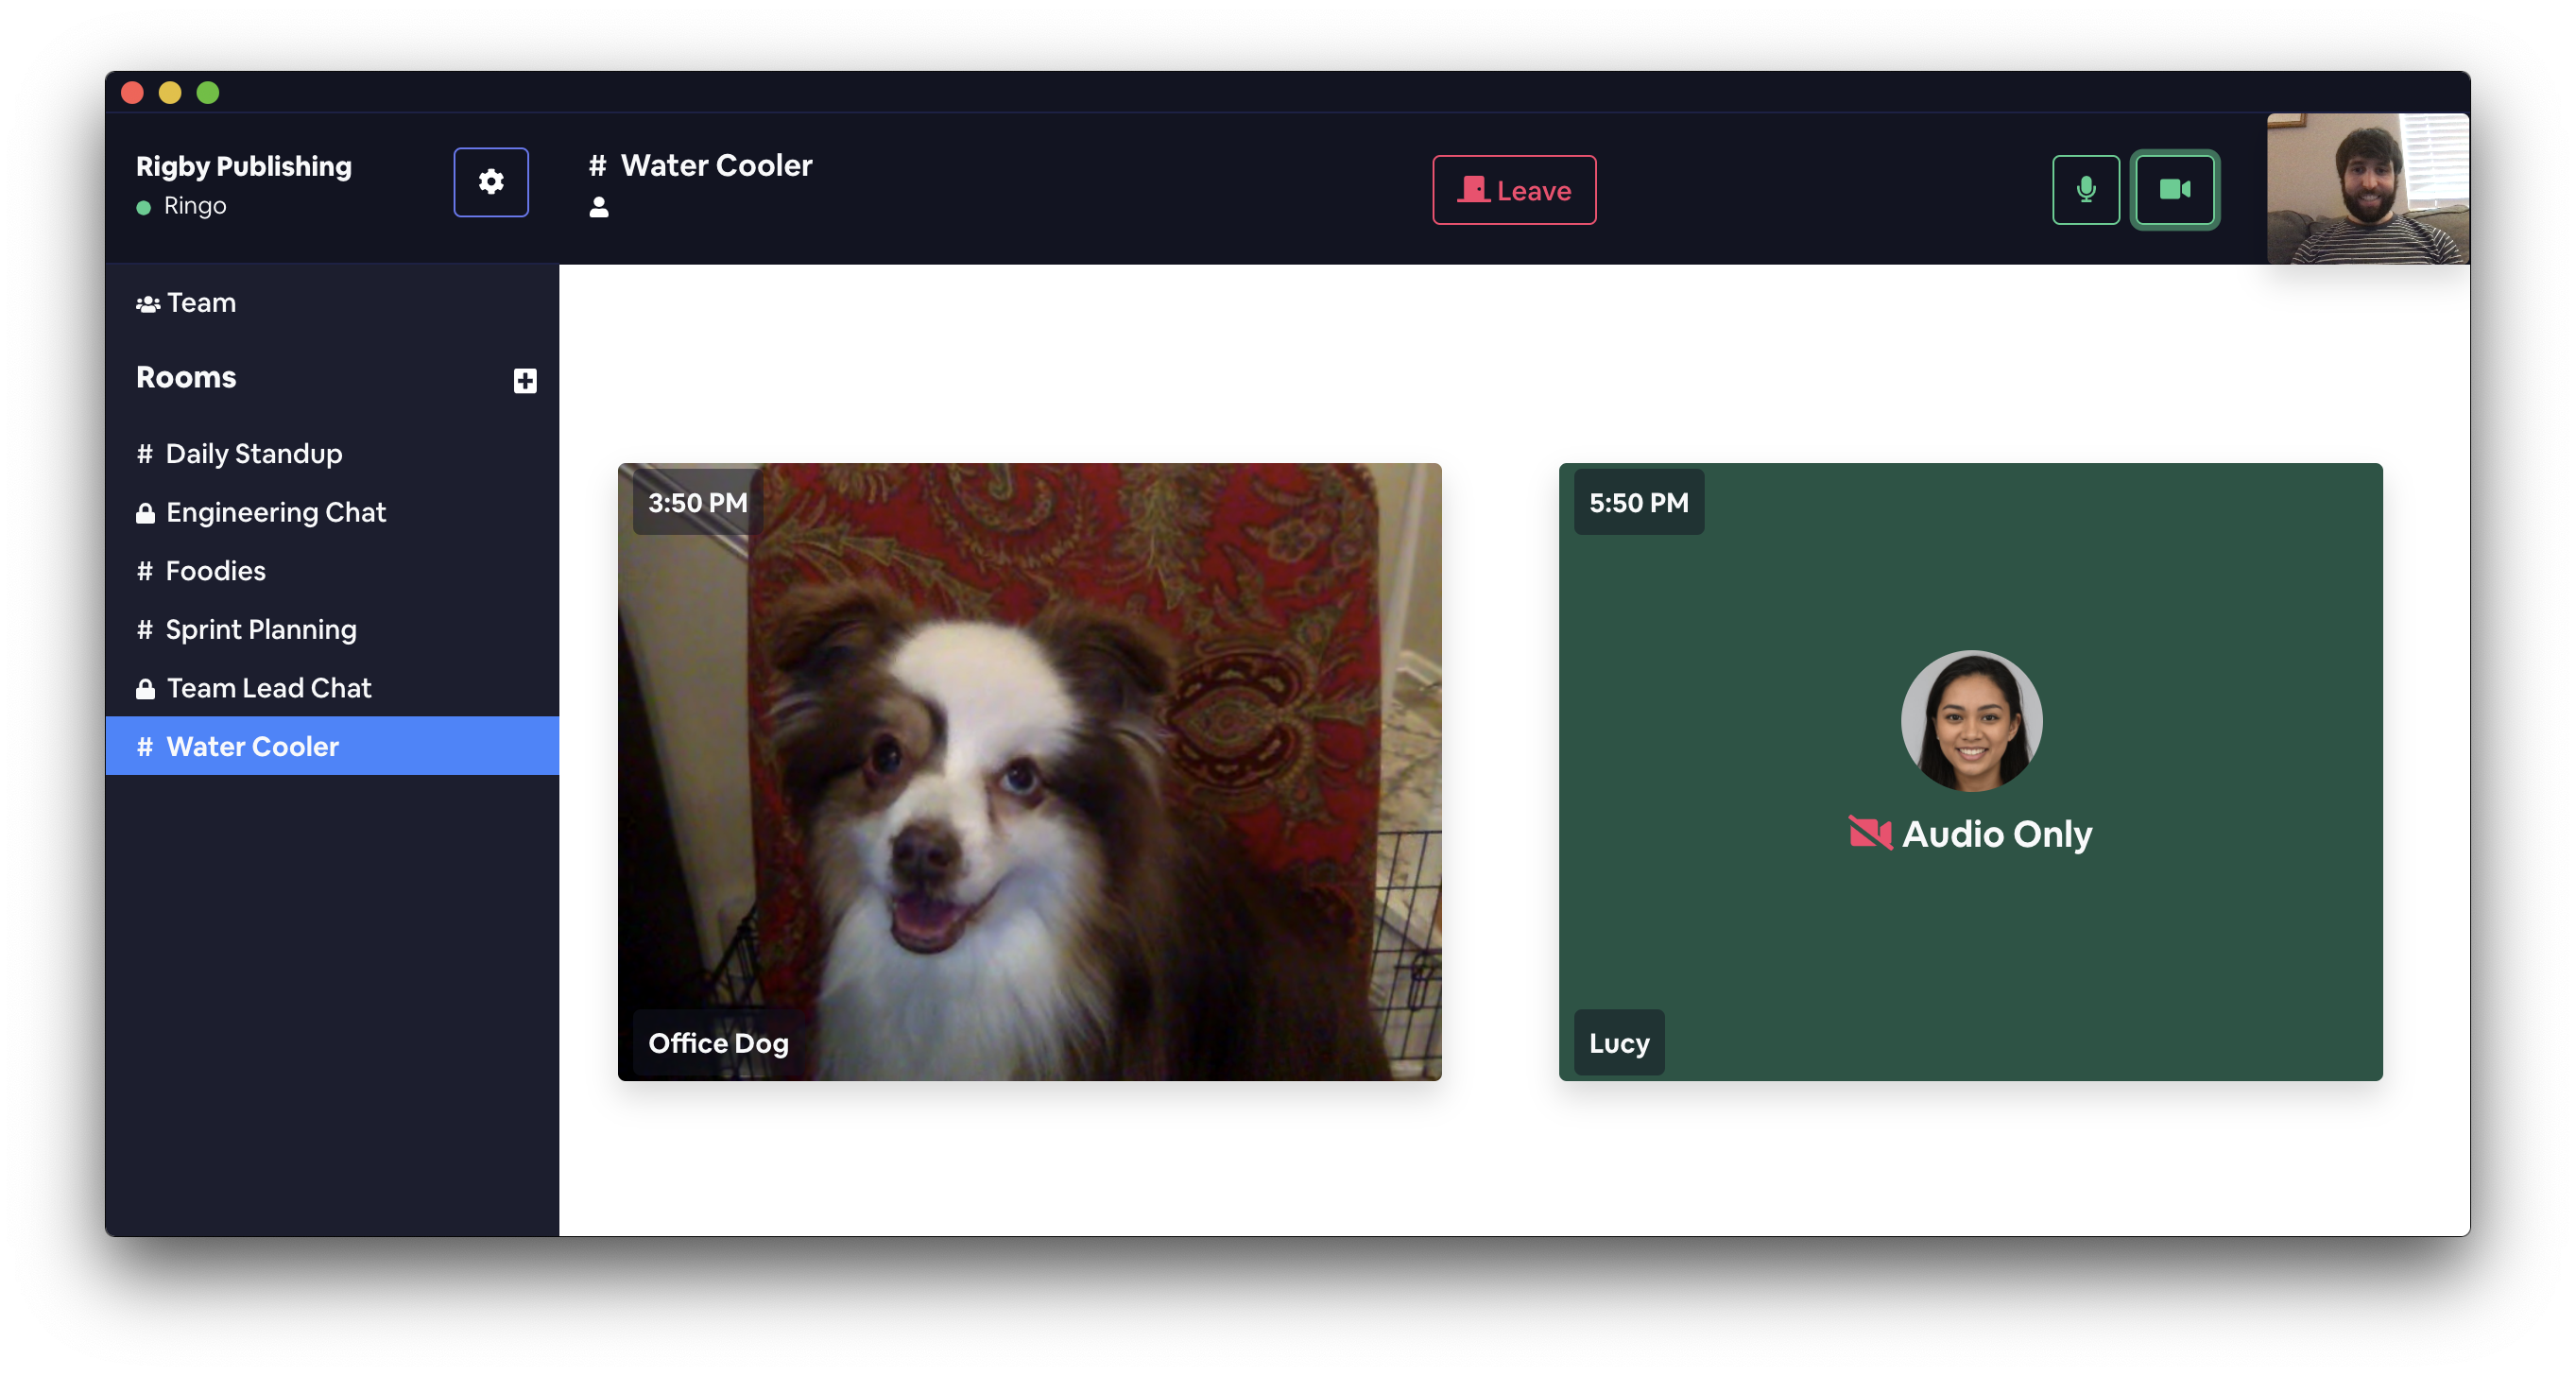 Rigby Publishing
Ringo
# Water Cooler
Leave
Team
Rooms
# Daily Standup
Engineering Chat
# Foodies
# Sprint Planning
Team Lead Chat
# Water Cooler
3:50 PM
Office Dog
5:50 PM
Audio Only
Lucy